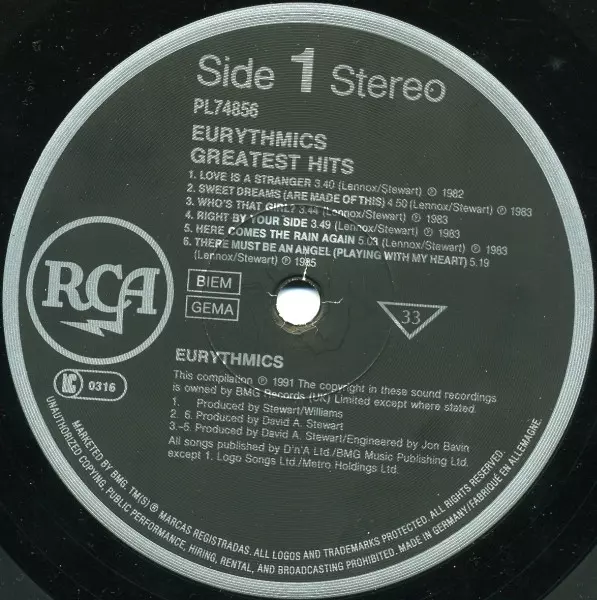 Side 1 Stereo
PL74856
EURYTHMICS
GREATEST HITS
1. LOVE IS A STRANGER 3.40 (Lennox/Stewart) ℗ 1982
2. SWEET DREAMS (ARE MADE OF THIS) 4.50 (Lennox/Stewart) ℗ 1983
3. WHO'S THAT GIRL? 3.44 (Lennox/Stewart) ℗ 1983
4. RIGHT BY YOUR SIDE 3.49 (Lennox/Stewart) ℗ 1983
5. HERE COMES THE RAIN AGAIN 5.03 (Lennox/Stewart) ℗ 1983
6. THERE MUST BE AN ANGEL (PLAYING WITH MY HEART) 5.19
(Lennox/Stewart) ℗ 1985
RCA
BIEM
GEMA
33
LC 0316
EURYTHMICS
This compilation ℗ 1991 The copyright in these sound recordings
is owned by BMG Records (UK) Limited except where stated.
1. Produced by Stewart/Williams
2. 6. Produced by David A. Stewart
3.–5. Produced by David A. Stewart/Engineered by Jon Bavin
All songs published by D'n'A Ltd./BMG Music Publishing Ltd.
except 1. Logo Songs Ltd./Metro Holdings Ltd.
MARKETED BY BMG. TM(S) ® MARCAS REGISTRADAS. ALL LOGOS AND TRADEMARKS PROTECTED. ALL RIGHTS RESERVED.
UNAUTHORIZED COPYING, PUBLIC PERFORMANCE, HIRING, RENTAL, AND BROADCASTING PROHIBITED. MADE IN GERMANY/FABRIQUÉ EN ALLEMAGNE